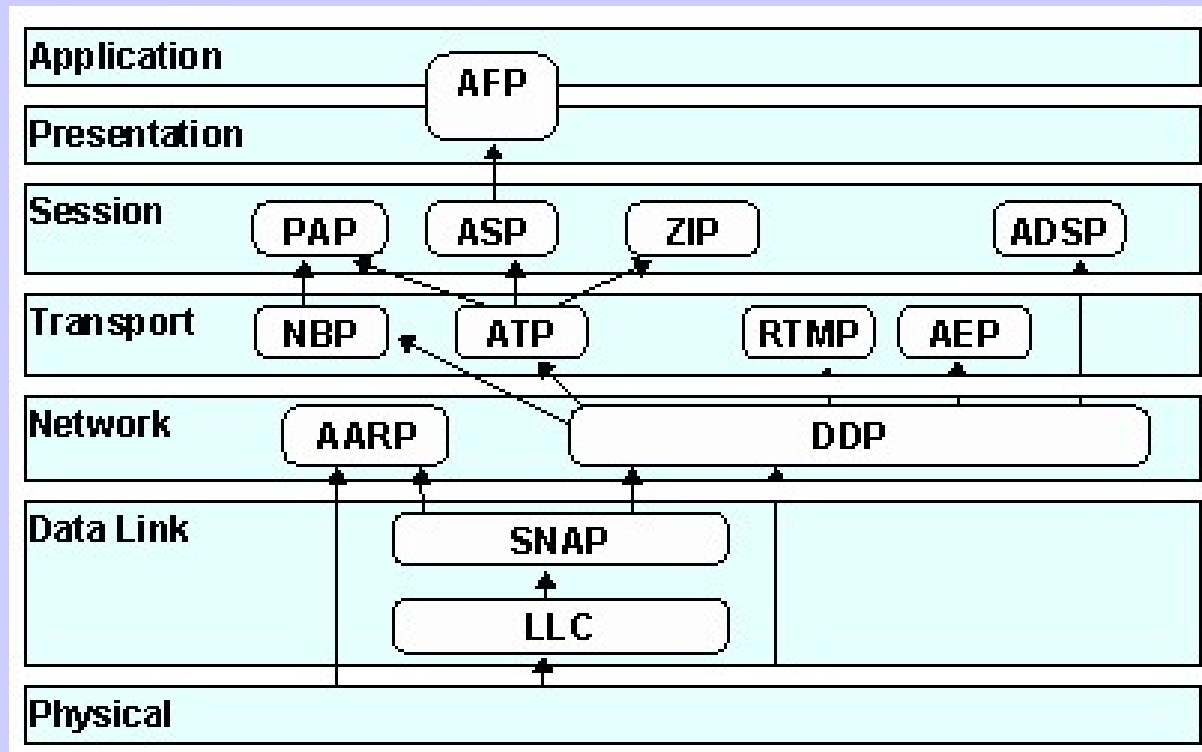 Application
AFP
Presentation
Session
PAP ASP ZIP ADSP
Transport
NBP ATP RTMP AEP
Network
AARP DDP
Data Link
SNAP
LLC
Physical